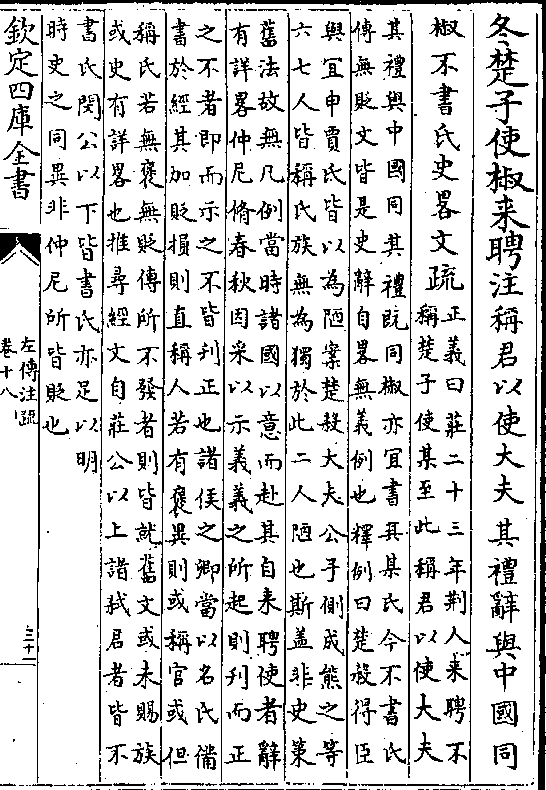 冬楚子使椒来聘注稱君以使大夫其禮辭與中國同
椒不書氏史畧文疏
正義曰莊二十三年荆人来聘不
稱楚子使某至此稱君以使大夫
其禮與中國同其禮既同椒亦宜書其某氏今不書氏
傳無貶文皆是史辭自畧無義例也釋例曰楚殺得臣
與宜申賈氏皆以為陋案楚殺大夫公子側成熊之等
六七人皆稱氏族無為獨於此二人陋也斯盖非史策
舊法故無凡例當時諸國以意而赴其自来聘使者辭
有詳畧仲尼脩春秋因采以示義義之所起則刊而正
之不者即而示之不皆刊正也諸侯之卿當以名氏備
書於經其加貶損則直稱人若有褒異則或稱官或但
稱氏若無褒無貶傳所不發者則皆就舊文或未賜族
或史有詳畧也推尋經文自莊公以上諸弑君者皆不
書氏閔公以下皆書氏亦足以明
時史之同異非仲尼所皆貶也
欽定四庫全書
左傳注疏
卷十八
三十一